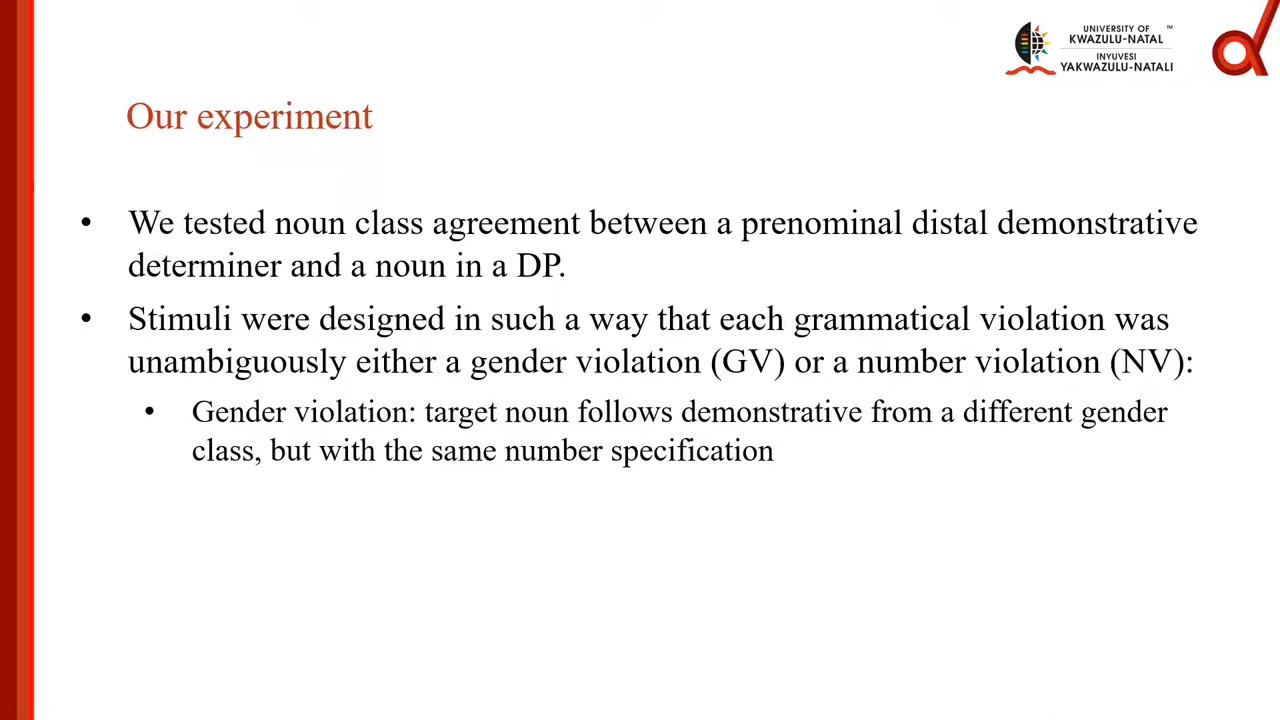 UNIVERSITY OF ™
KWAZULU-NATAL
INYUVESI
YAKWAZULU-NATALI
Our experiment
• We tested noun class agreement between a prenominal distal demonstrative
determiner and a noun in a DP.
• Stimuli were designed in such a way that each grammatical violation was
unambiguously either a gender violation (GV) or a number violation (NV):
• Gender violation: target noun follows demonstrative from a different gender
class, but with the same number specification